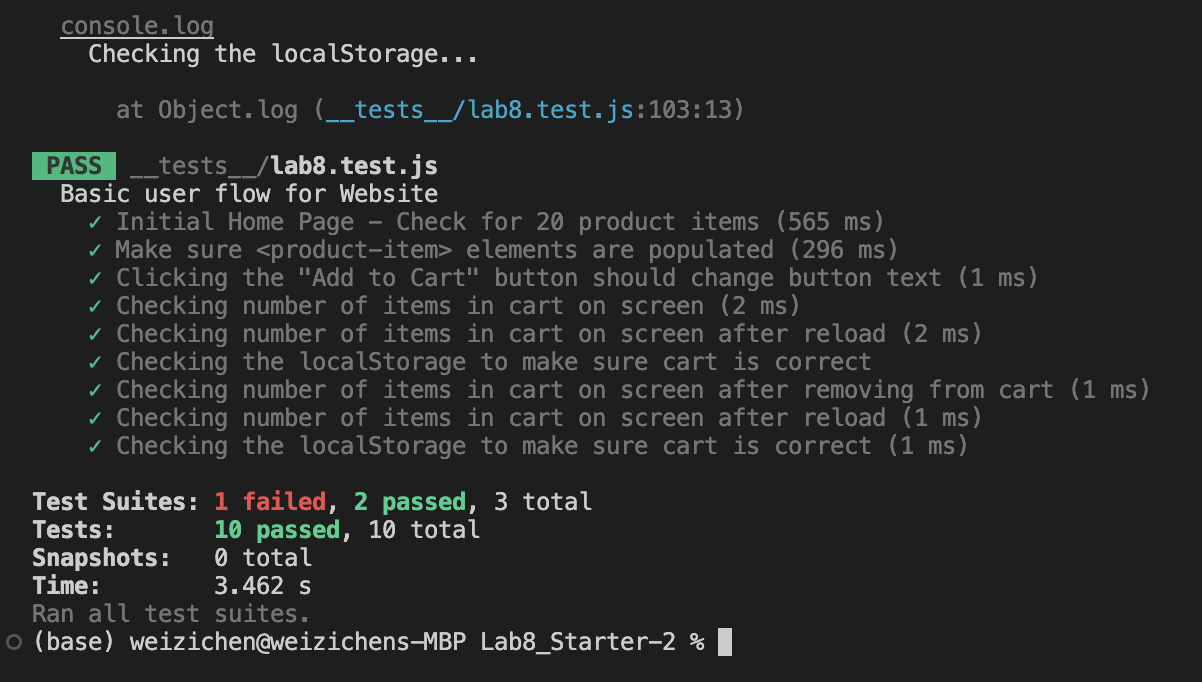 console.log
Checking the localStorage...
at Object.log (__tests__/lab8.test.js:103:13)
PASS __tests__/lab8.test.js
Basic user flow for Website
✓ Initial Home Page – Check for 20 product items (565 ms)
✓ Make sure <product-item> elements are populated (296 ms)
✓ Clicking the "Add to Cart" button should change button text (1 ms)
✓ Checking number of items in cart on screen (2 ms)
✓ Checking number of items in cart on screen after reload (2 ms)
✓ Checking the localStorage to make sure cart is correct
✓ Checking number of items in cart on screen after removing from cart (1 ms)
✓ Checking number of items in cart on screen after reload (1 ms)
✓ Checking the localStorage to make sure cart is correct (1 ms)
Test Suites: 1 failed, 2 passed, 3 total
Tests: 10 passed, 10 total
Snapshots: 0 total
Time: 3.462 s
Ran all test suites.
(base) weizichen@weizichens-MBP Lab8_Starter-2 %